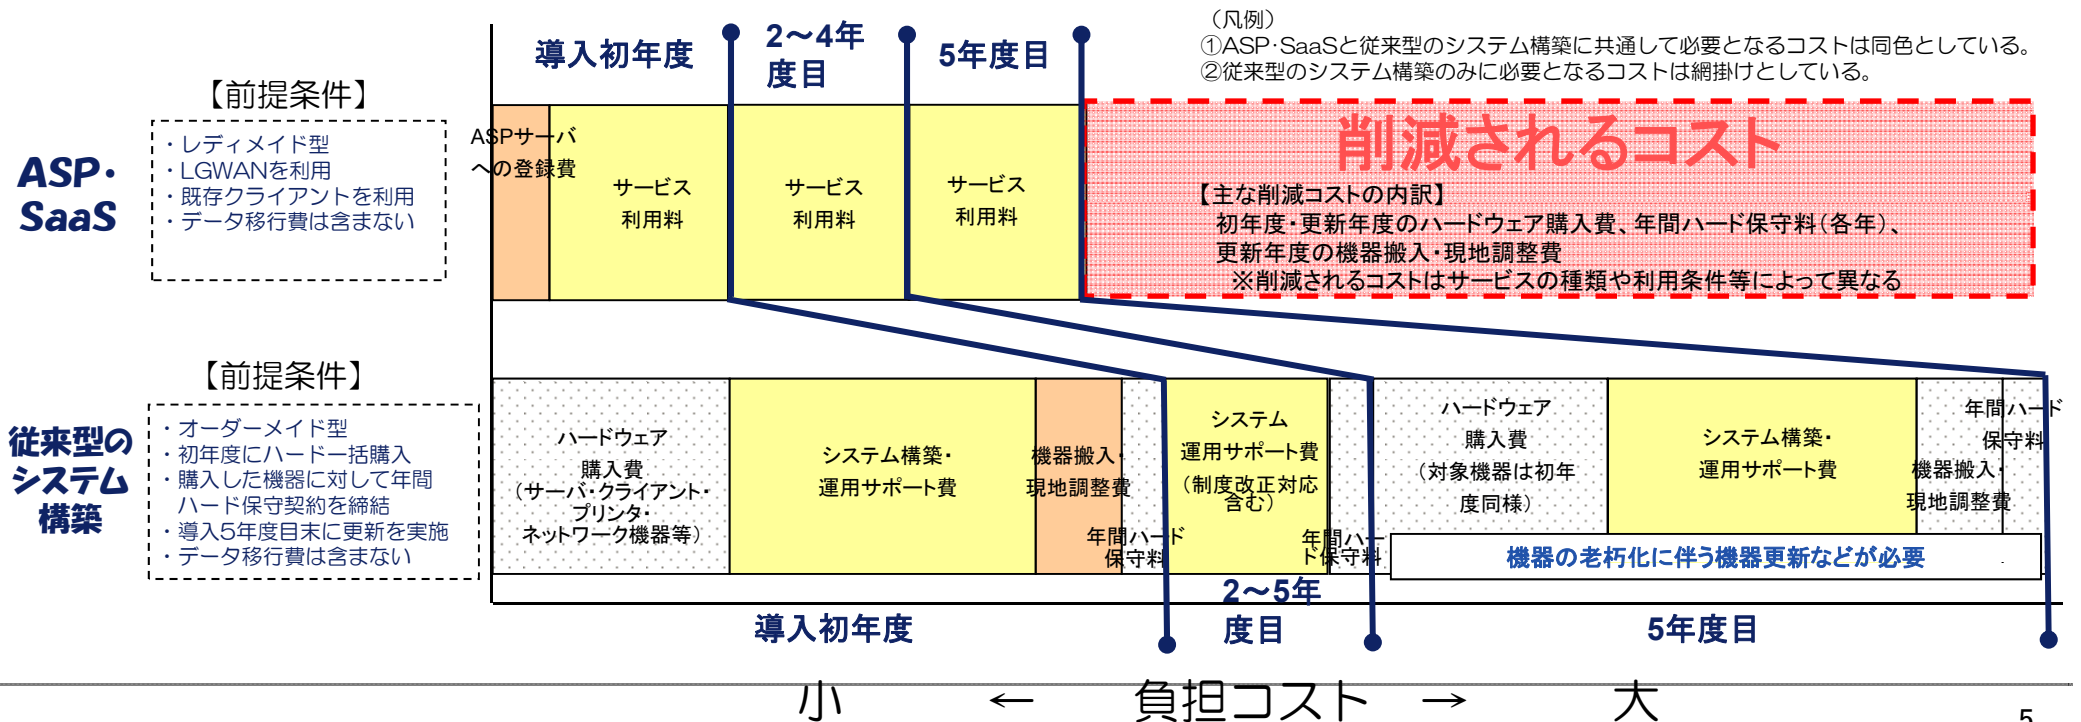 (凡例)
①ASP・SaaSと従来型のシステム構築に共通して必要となるコストは同色としている。
②従来型のシステム構築のみに必要となるコストは網掛けとしている。
導入初年度
2～4年
度目
5年度目
【前提条件】
ASP・
SaaS
・レディメイド型
・LGWANを利用
・既存クライアントを利用
・データ移行費は含まない
ASPサーバ
への登録費
サービス
利用料
サービス
利用料
サービス
利用料
削減されるコスト
【主な削減コストの内訳】
初年度・更新年度のハードウェア購入費、年間ハード保守料(各年)、
更新年度の機器搬入・現地調整費
※削減されるコストはサービスの種類や利用条件等によって異なる
【前提条件】
従来型の
システム
構築
・オーダーメイド型
・初年度にハード一括購入
・購入した機器に対して年間
ハード保守契約を締結
・導入5年度目末に更新を実施
・データ移行費は含まない
ハードウェア
購入費
(サーバ・クライアント・
プリンタ・
ネットワーク機器等)
システム構築・
運用サポート費
機器搬入・
現地調整費
年間ハード
保守料
システム
運用サポート費
(制度改正対応
含む)
年間ハー
ド保守料
ハードウェア
購入費
(対象機器は初年
度同様)
システム構築・
運用サポート費
機器搬入・
現地調整費
年間ハード
保守料
機器の老朽化に伴う機器更新などが必要
導入初年度
2～5年
度目
5年度目
小 ← 負担コスト → 大
5